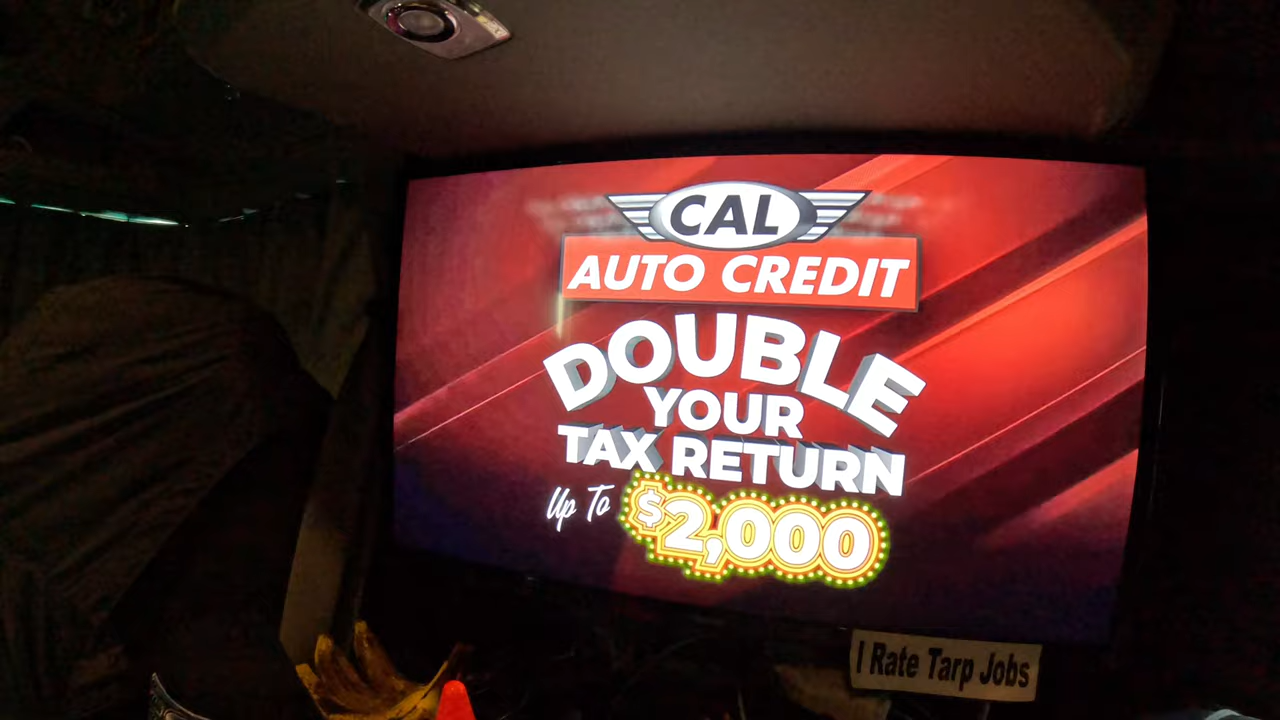 CAL
AUTO CREDIT
DOUBLE
YOUR
TAX RETURN
Up To $2,000
I Rate Tarp Jobs